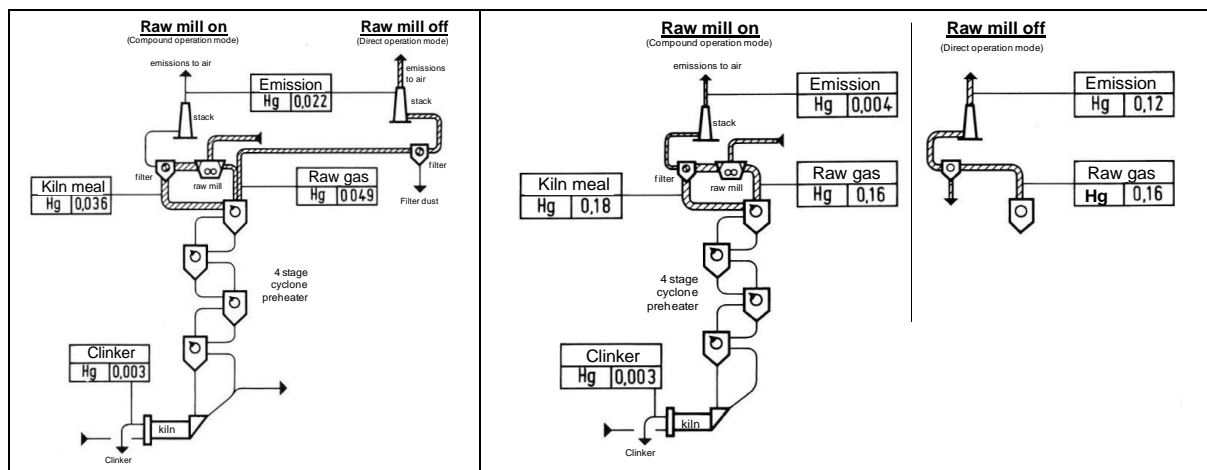 Raw mill on
(Compound operation mode)
Raw mill off
(Direct operation mode)
emissions to air
emissions
to air
Emission
Hg 0,022
stack
stack
filter
raw mill
filter
Kiln meal
Hg 0,036
Raw gas
Hg 0 049
Filter dust
4 stage
cyclone
preheater
Clinker
Hg 0,003
kiln
Clinker
Raw mill on
(Compound operation mode)
emissions to air
Emission
Hg 0,004
stack
filter
raw mill
Kiln meal
Hg 0,18
Raw gas
Hg 0,16
4 stage
cyclone
preheater
Clinker
Hg 0,003
kiln
Clinker
Raw mill off
(Direct operation mode)
Emission
Hg 0,12
Raw gas
Hg 0,16